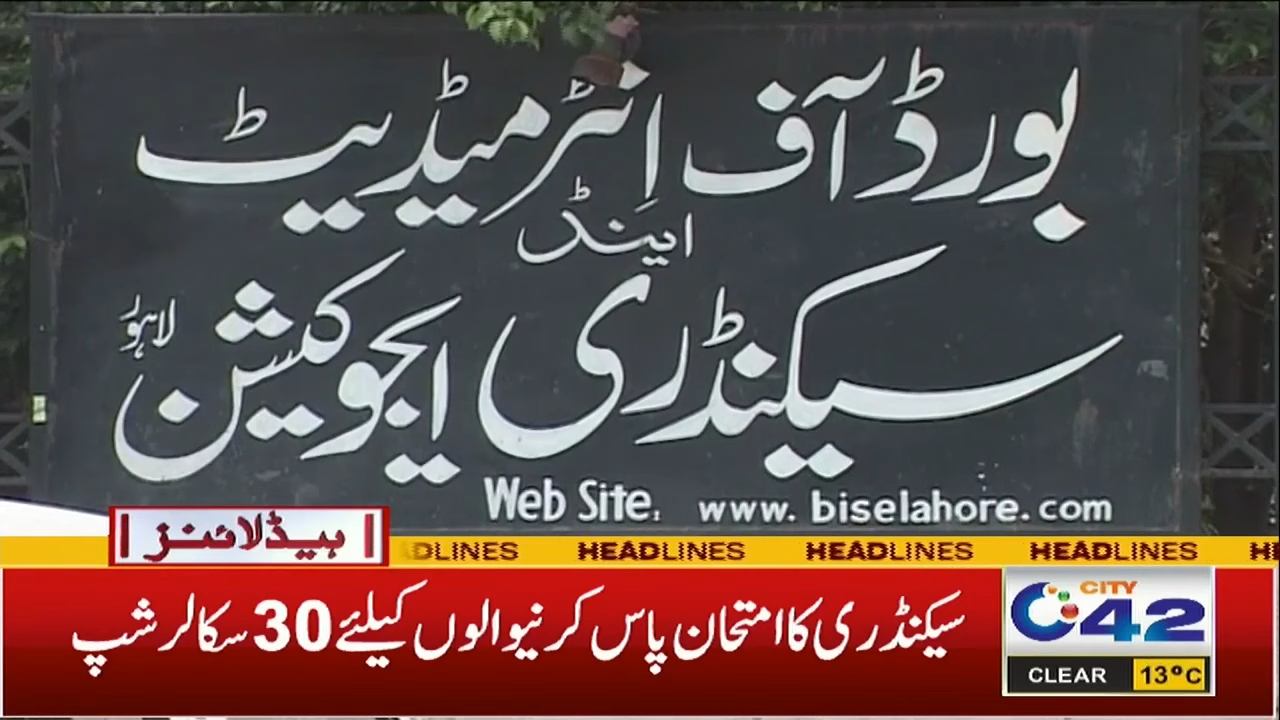 بورڈ آف انٹرمیڈیٹ
اینڈ
سیکنڈری ایجوکیشن لاہور
Web Site. www.biselahore.com
ہیڈلائنز
DLINES HEADLINES HEADLINES HEADLINES H
سیکنڈری کا امتحان پاس کرنیوالوں کیلئے 30 سکالرشپ
CITY
42
CLEAR 13°C